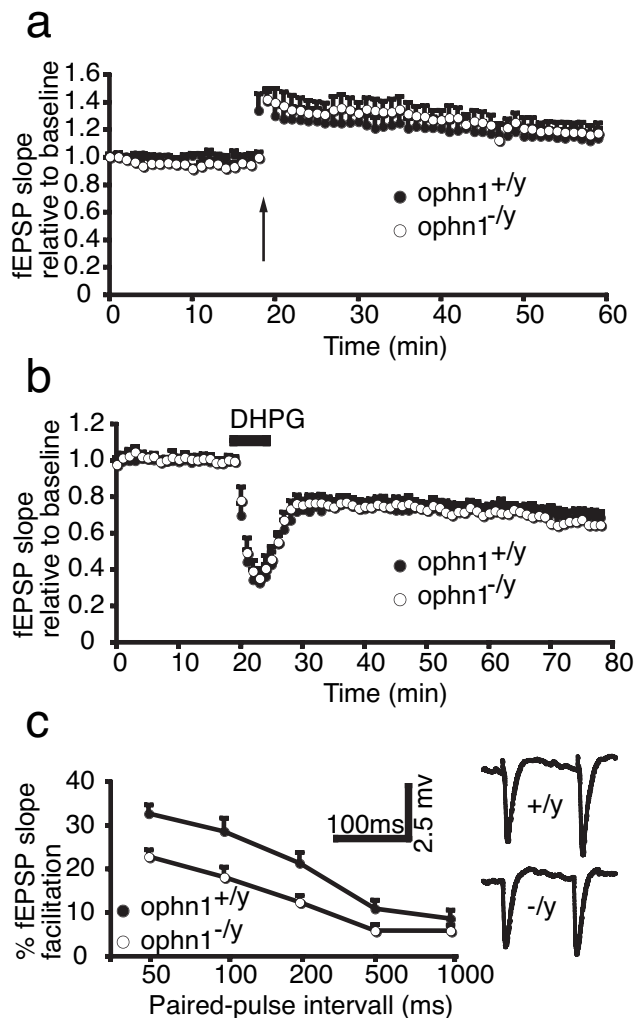 a
fEPSP slope
relative to baseline
1.6
1.4
1.2
1.0
0.8
0.6
0.4
0.2
0
ophn1+/y
ophn1-/y
0 10 20 30 40 50 60
Time (min)
b
DHPG
fEPSP slope
relative to baseline
1.2
1.0
0.8
0.6
0.4
0.2
0
ophn1+/y
ophn1-/y
0 10 20 30 40 50 60 70 80
Time (min)
c
% fEPSP slope
facilitation
40
30
20
10
0
100ms
2.5 mv
+/y
-/y
ophn1+/y
ophn1-/y
50 100 200 500 1000
Paired-pulse intervall (ms)